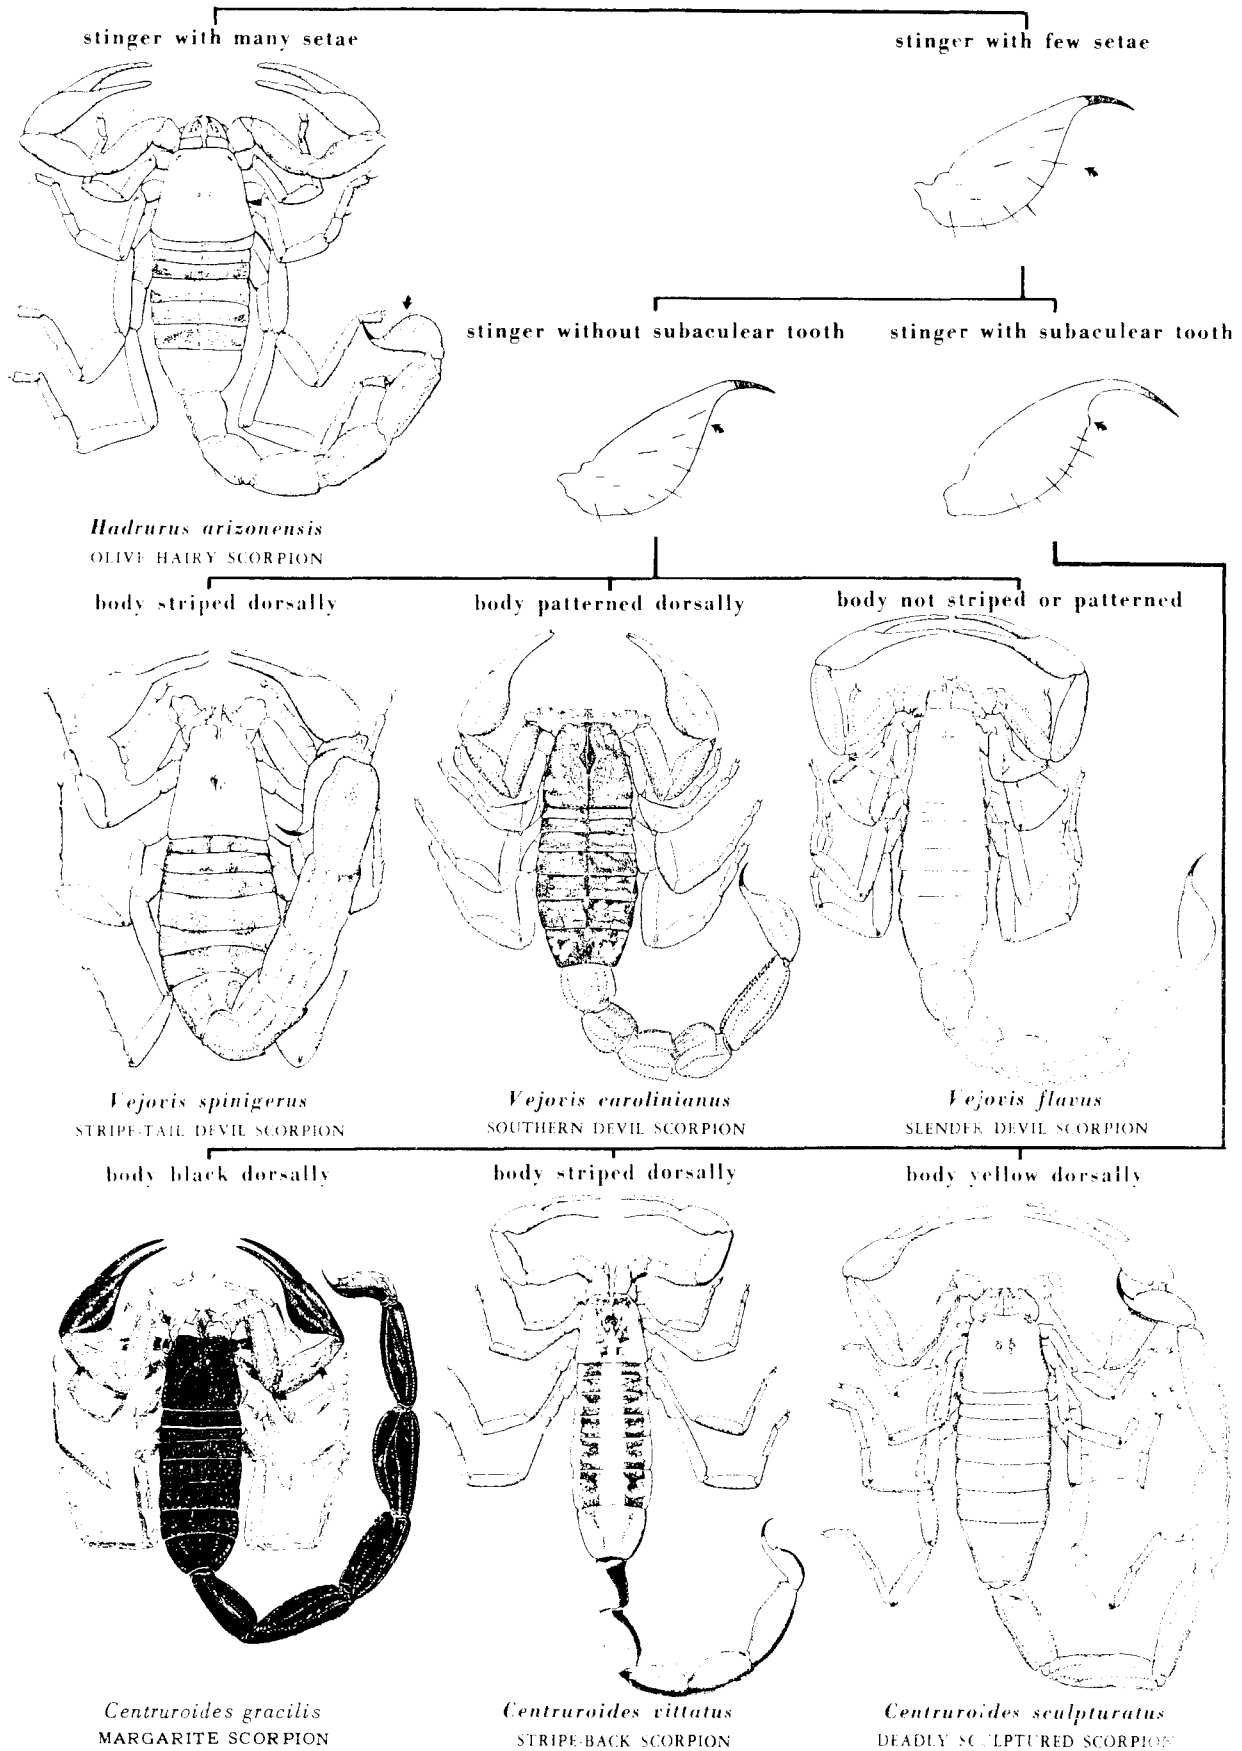 stinger with many setae
stinger with few setae
stinger without subaculear tooth
stinger with subaculear tooth
Hadrurus arizonensis
OLIVE HAIRY SCORPION
body striped dorsally
body patterned dorsally
body not striped or patterned
Vejovis spinigerus
STRIPE-TAIL DEVIL SCORPION
Vejovis carolinianus
SOUTHERN DEVIL SCORPION
Vejovis flavus
SLENDER DEVIL SCORPION
body black dorsally
body striped dorsally
body yellow dorsally
Centruroides gracilis
MARGARITE SCORPION
Centruroides vittatus
STRIPE-BACK SCORPION
Centruroides sculpturatus
DEADLY SCULPTURED SCORPION